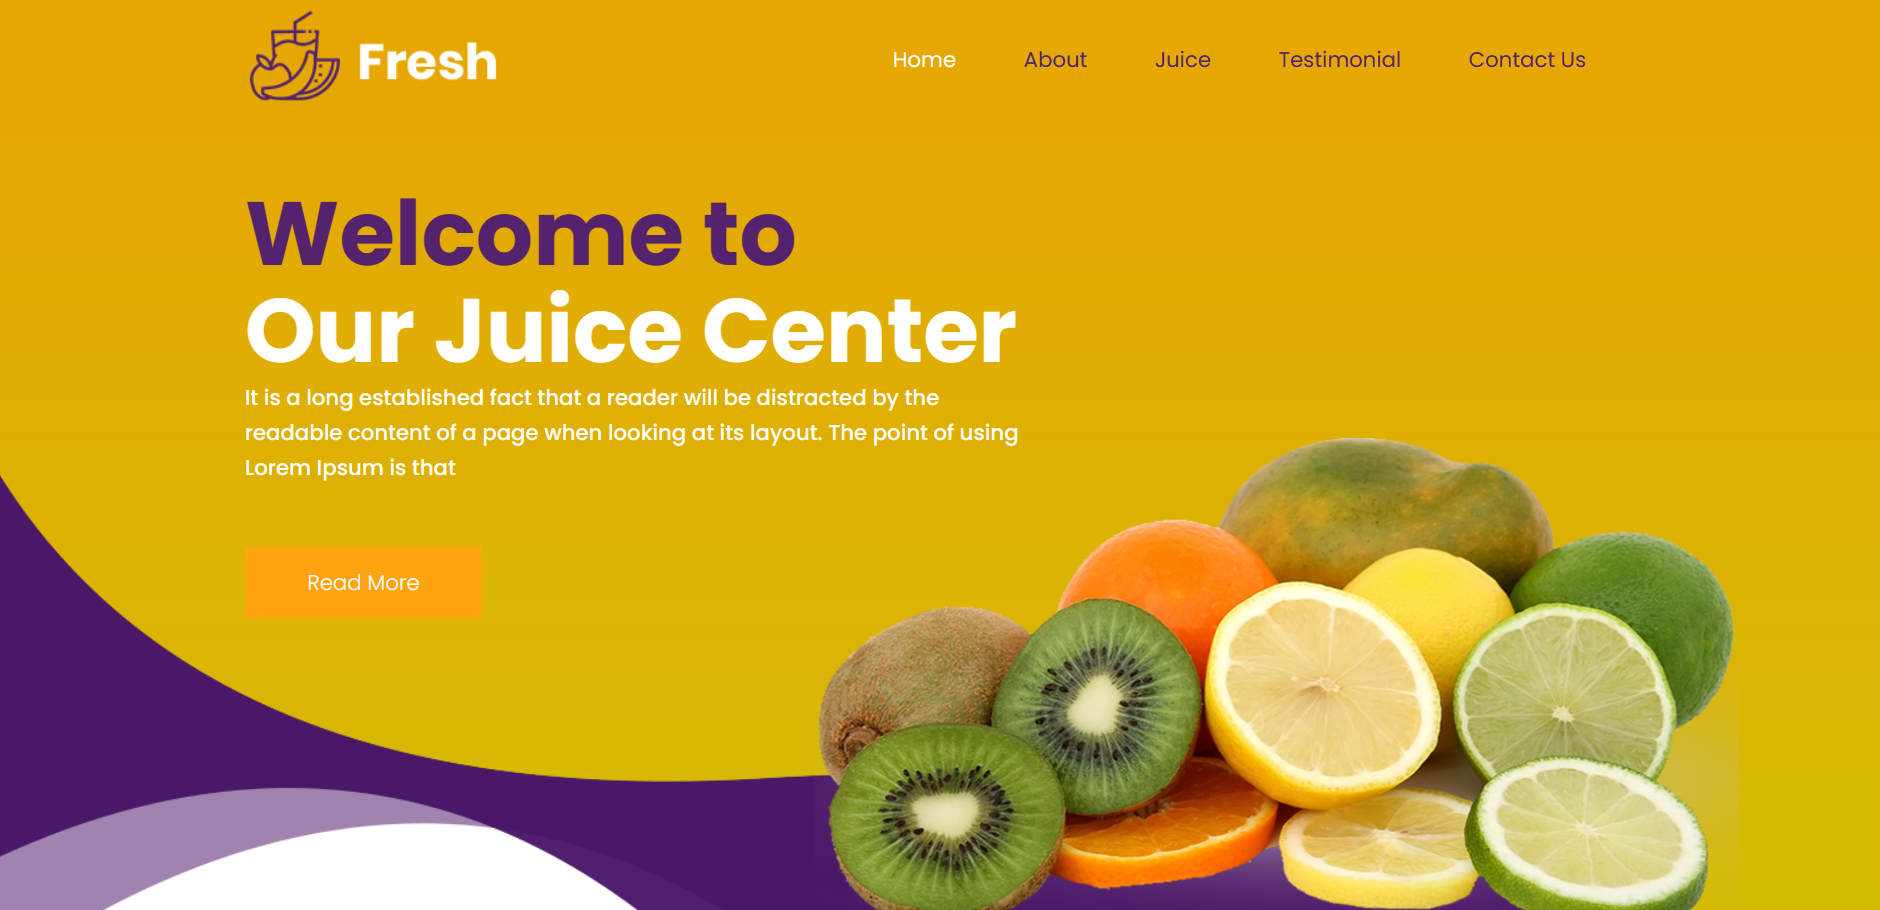 Fresh
Home About Juice Testimonial Contact Us
Welcome to
Our Juice Center
It is a long established fact that a reader will be distracted by the
readable content of a page when looking at its layout. The point of using
Lorem Ipsum is that
Read More